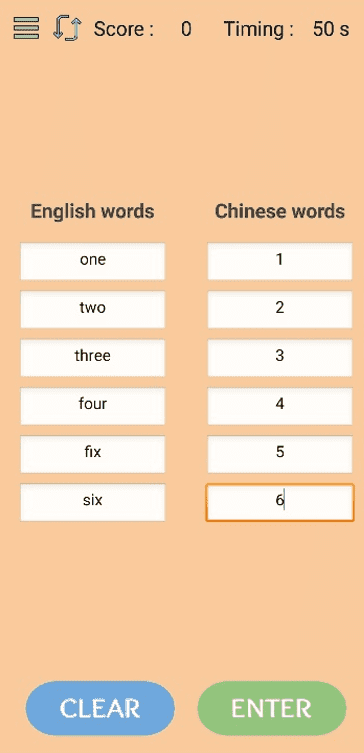 Score : 0 Timing : 50 s
English words Chinese words
one 1
two 2
three 3
four 4
fix 5
six 6
CLEAR ENTER